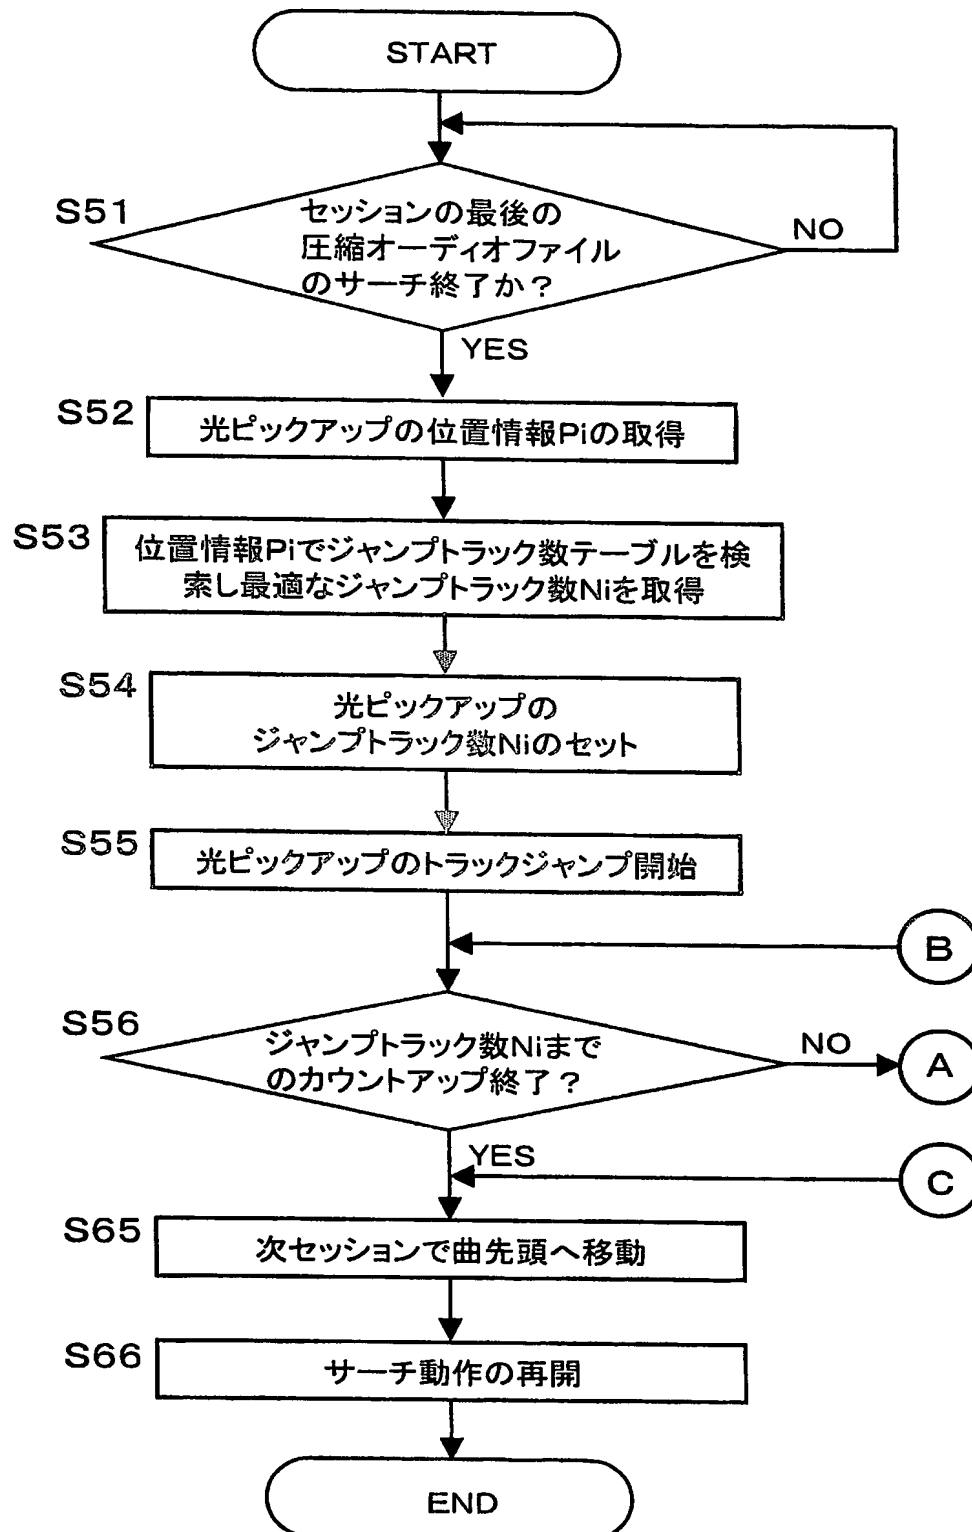 START
S51
セッションの最後の
圧縮オーディオファイル
のサーチ終了か？
NO
YES
S52
光ピックアップの位置情報Piの取得
S53
位置情報Piでジャンプトラック数テーブルを検
索し最適なジャンプトラック数Niを取得
S54
光ピックアップの
ジャンプトラック数Niのセット
S55
光ピックアップのトラックジャンプ開始
B
S56
ジャンプトラック数Niまで
のカウントアップ終了？
NO
A
YES
C
S65
次セッションで曲先頭へ移動
S66
サーチ動作の再開
END